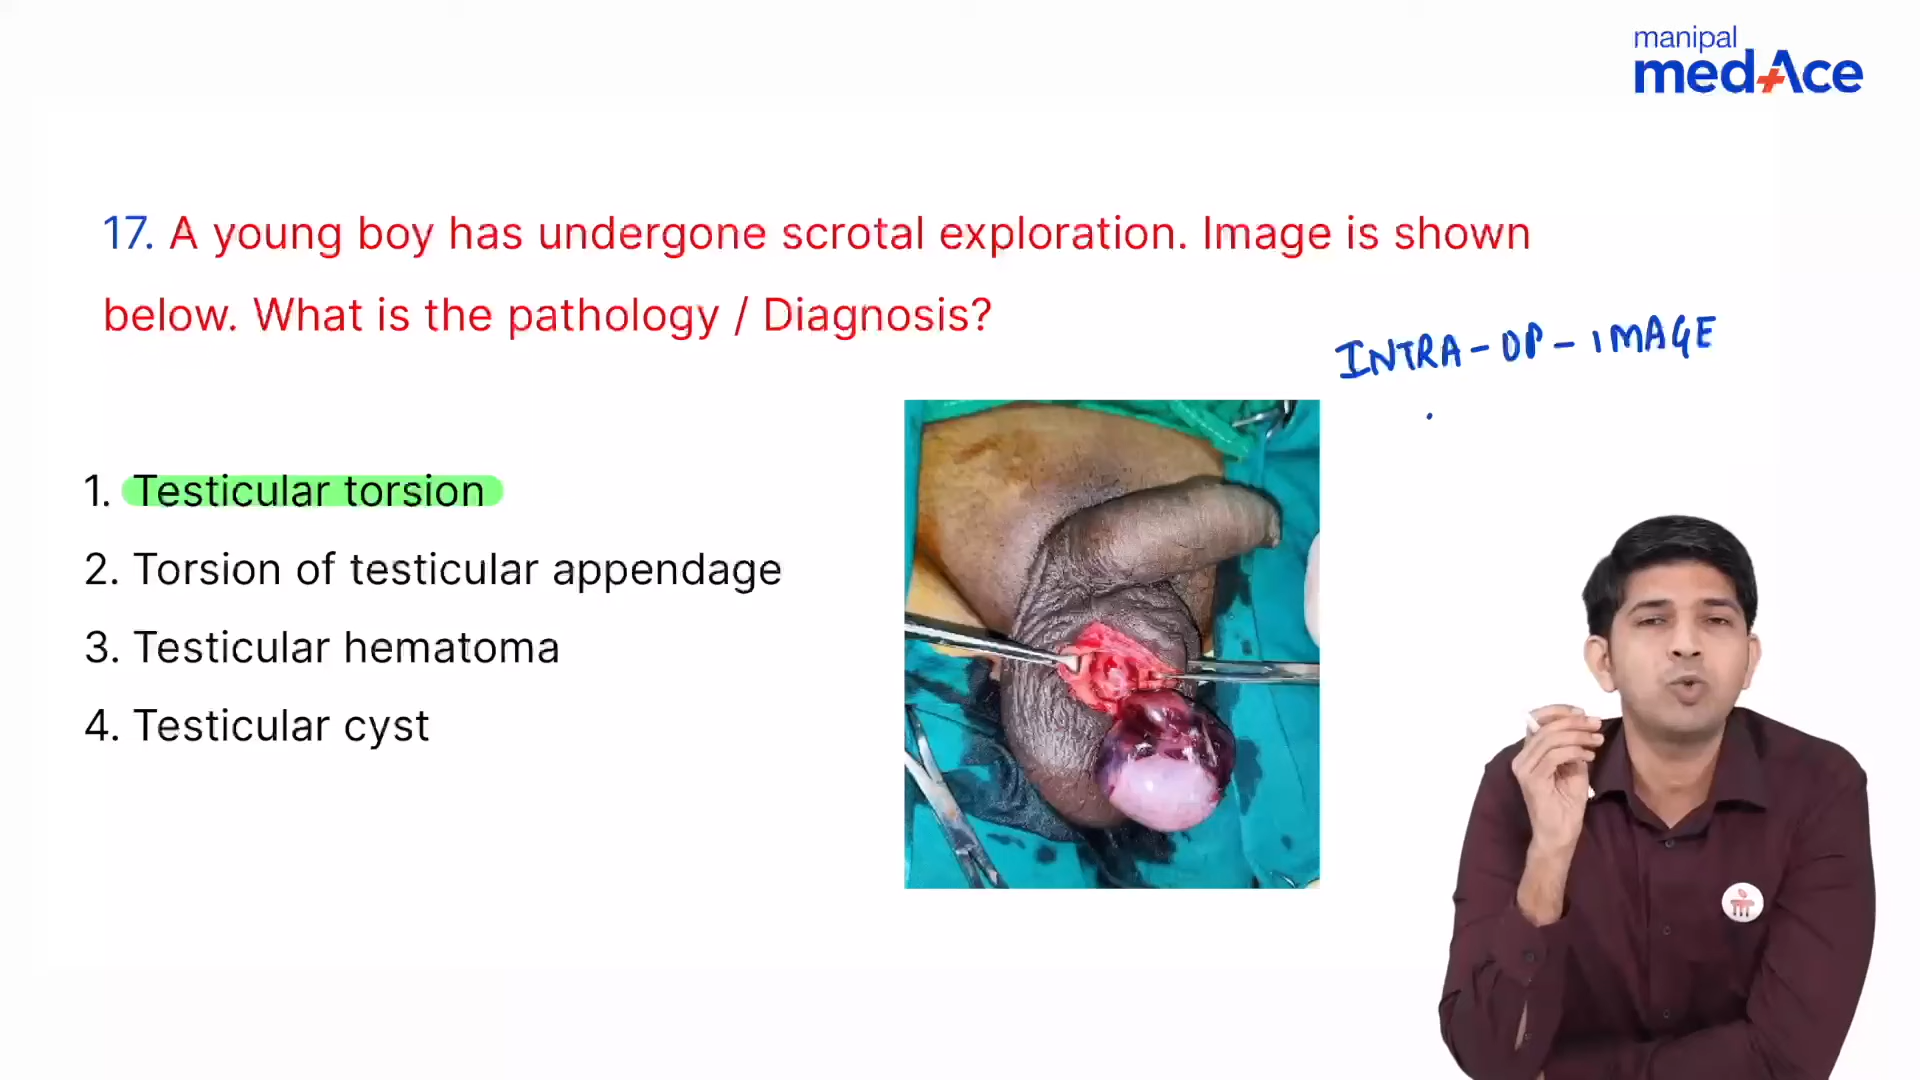 manipal
medAce
17. A young boy has undergone scrotal exploration. Image is shown
below. What is the pathology / Diagnosis?
INTRA-OP-IMAGE
1. Testicular torsion
2. Torsion of testicular appendage
3. Testicular hematoma
4. Testicular cyst